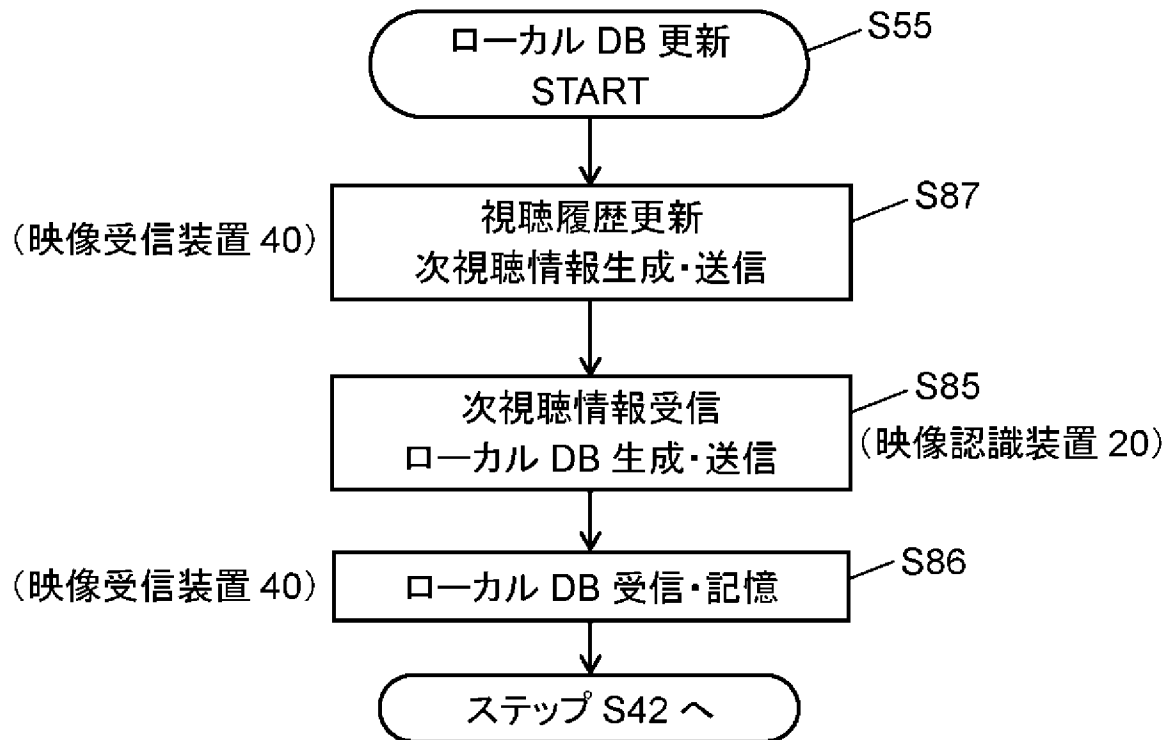 ローカル DB 更新
START
S55
(映像受信装置 40)
視聴履歴更新
次視聴情報生成・送信
S87
次視聴情報受信
ローカル DB 生成・送信
S85
(映像認識装置 20)
(映像受信装置 40)
ローカル DB 受信・記憶
S86
ステップ S42 へ